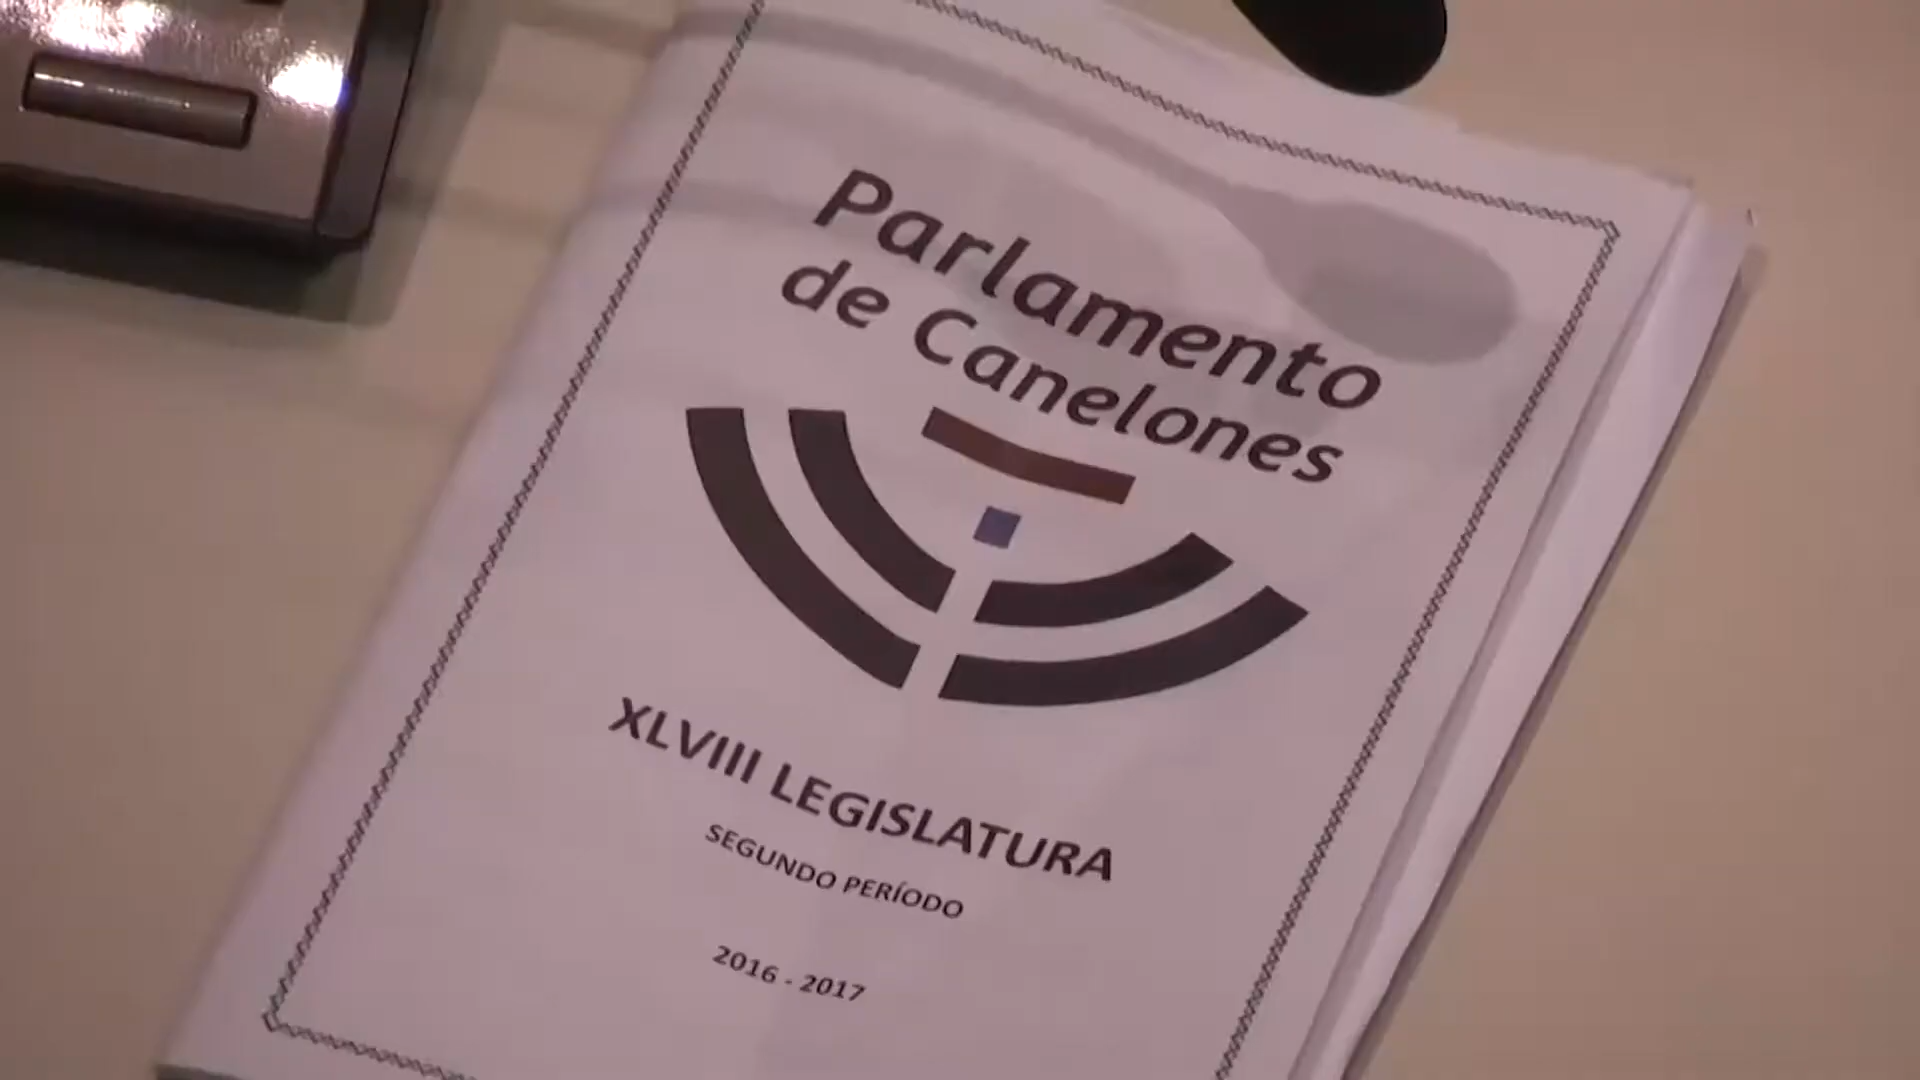 Parlamento
de Canelones
XLVIII LEGISLATURA
SEGUNDO PERÍODO
2016 - 2017